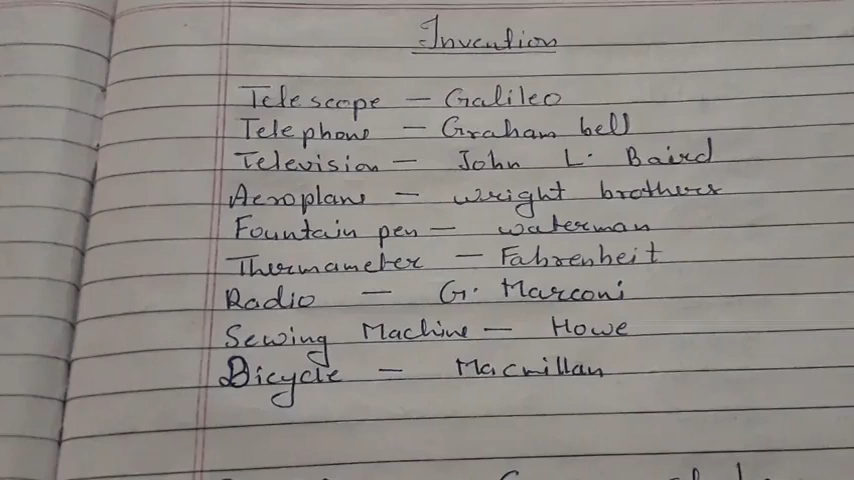 Invention
Telescope — Galileo
Telephone — Graham bell
Television — John L. Baird
Aeroplane — wright brothers
Fountain pen — waterman
Thermameter — Fahrenheit
Radio — G. Marconi
Sewing Machine — Howe
Bicycle — Macmillan